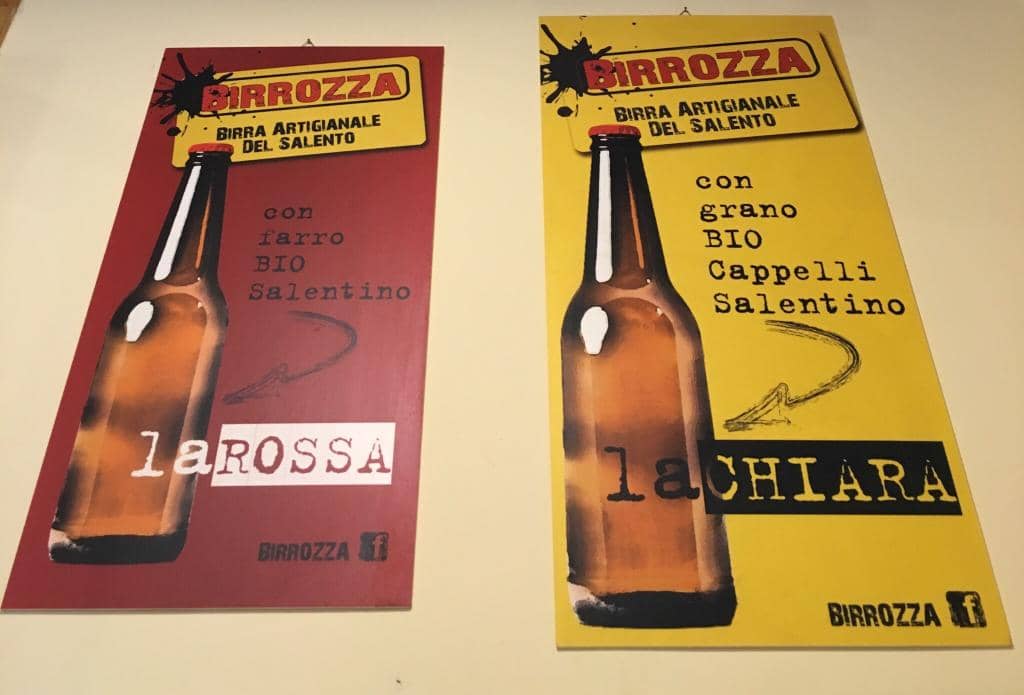 BIRROZZA
BIRRA ARTIGIANALE
DEL SALENTO
con
farro
BIO
Salentino
laROSSA
BIRROZZA f
BIRROZZA
BIRRA ARTIGIANALE
DEL SALENTO
con
grano
BIO
Cappelli
Salentino
laCHIARA
BIRROZZA f